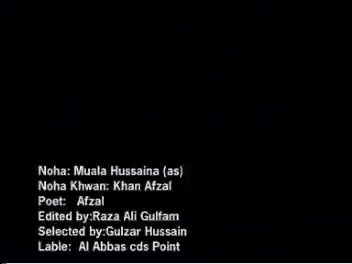 Noha: Muala Hussaina (as)
Noha Khwan: Khan Afzal
Poet: Afzal
Edited by:Raza Ali Gulfam
Selected by:Gulzar Hussain
Lable: Al Abbas cds Point